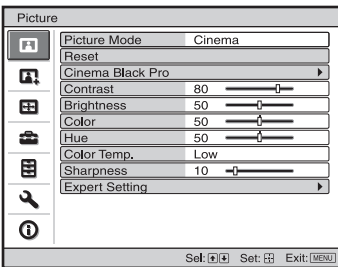 Picture
Picture Mode Cinema
Reset
Cinema Black Pro
Contrast 80
Brightness 50
Color 50
Hue 50
Color Temp. Low
Sharpness 10
Expert Setting
Sel: Set: Exit: MENU